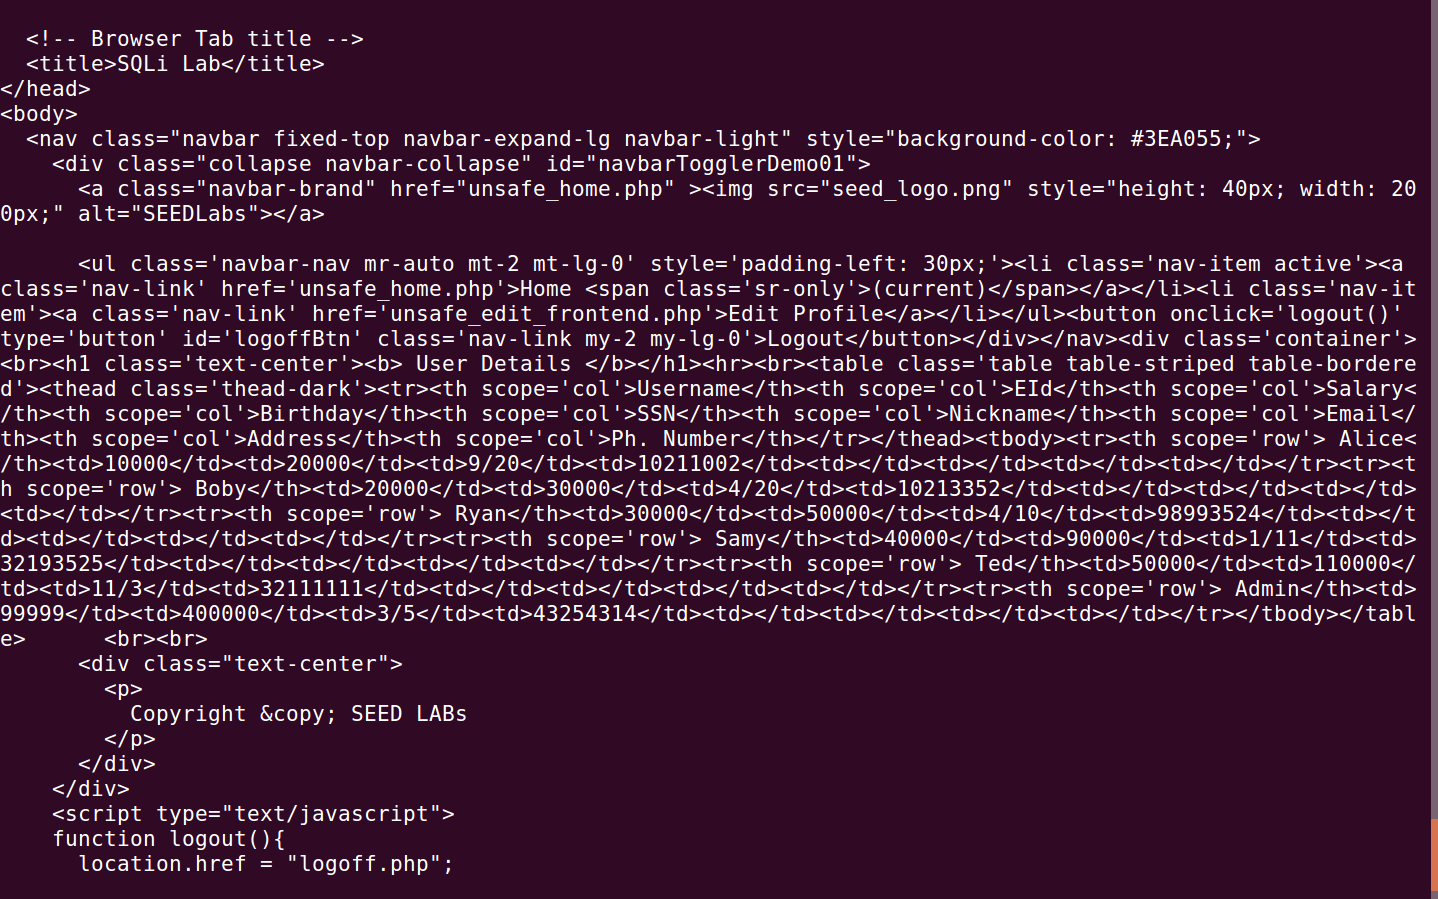 <!-- Browser Tab title -->
<title>SQLi Lab</title>
</head>
<body>
<nav class="navbar fixed-top navbar-expand-lg navbar-light" style="background-color: #3EA055;">
<div class="collapse navbar-collapse" id="navbarTogglerDemo01">
<a class="navbar-brand" href="unsafe_home.php" ><img src="seed_logo.png" style="height: 40px; width: 20
0px;" alt="SEEDLabs"></a>
<ul class='navbar-nav mr-auto mt-2 mt-lg-0' style='padding-left: 30px;'><li class='nav-item active'><a
class='nav-link' href='unsafe_home.php'>Home <span class='sr-only'>(current)</span></a></li><li class='nav-it
em'><a class='nav-link' href='unsafe_edit_frontend.php'>Edit Profile</a></li></ul><button onclick='logout()'
type='button' id='logoffBtn' class='nav-link my-2 my-lg-0'>Logout</button></div></nav><div class='container'>
<br><h1 class='text-center'><b> User Details </b></h1><hr><br><table class='table table-striped table-bordere
d'><thead class='thead-dark'><tr><th scope='col'>Username</th><th scope='col'>EId</th><th scope='col'>Salary<
/th><th scope='col'>Birthday</th><th scope='col'>SSN</th><th scope='col'>Nickname</th><th scope='col'>Email</
th><th scope='col'>Address</th><th scope='col'>Ph. Number</th></tr></thead><tbody><tr><th scope='row'> Alice<
/th><td>10000</td><td>20000</td><td>9/20</td><td>10211002</td><td></td><td></td><td></td><td></td></tr><tr><t
h scope='row'> Boby</th><td>20000</td><td>30000</td><td>4/20</td><td>10213352</td><td></td><td></td><td></td>
<td></td></tr><tr><th scope='row'> Ryan</th><td>30000</td><td>50000</td><td>4/10</td><td>98993524</td><td></t
d><td></td><td></td><td></td></tr><tr><th scope='row'> Samy</th><td>40000</td><td>90000</td><td>1/11</td><td>
32193525</td><td></td><td></td><td></td><td></td></tr><tr><th scope='row'> Ted</th><td>50000</td><td>110000</
td><td>11/3</td><td>32111111</td><td></td><td></td><td></td><td></td></tr><tr><th scope='row'> Admin</th><td>
99999</td><td>400000</td><td>3/5</td><td>43254314</td><td></td><td></td><td></td><td></td></tr></tbody></tabl
e>      <br><br>
<div class="text-center">
<p>
Copyright &copy; SEED LABs
</p>
</div>
</div>
<script type="text/javascript">
function logout(){
location.href = "logoff.php";